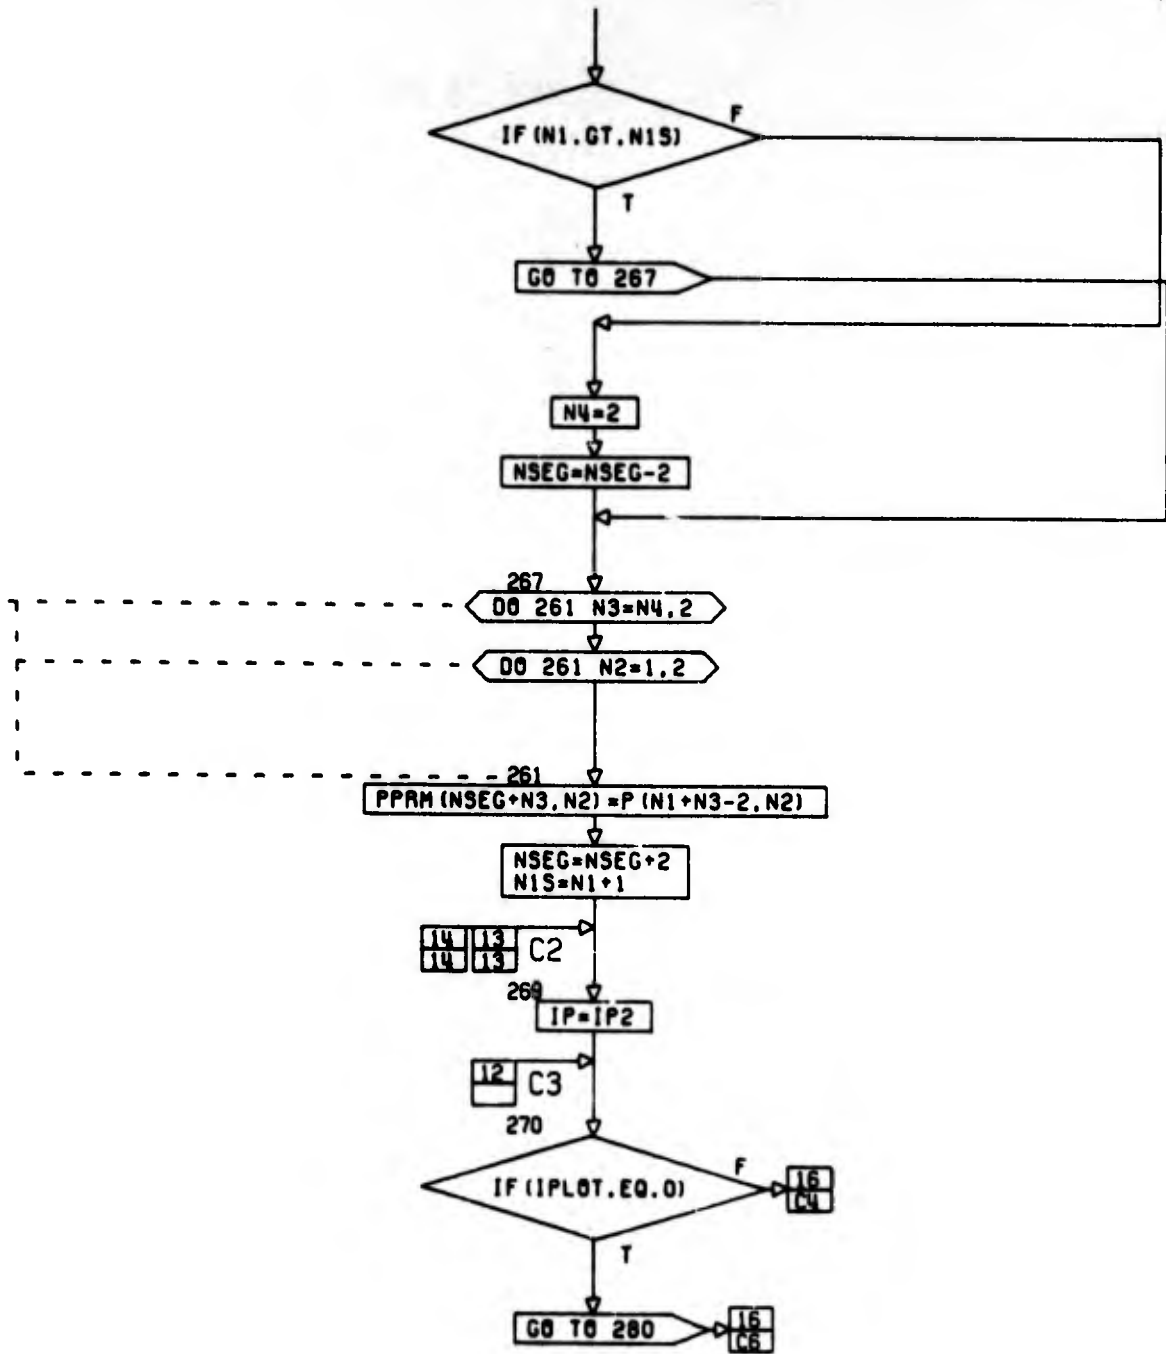 F
IF(N1.GT.N1S)
T
GO TO 267
N4=2
NSEG=NSEG-2
267
DO 261 N3=N4,2
DO 261 N2=1,2
261
PPRM(NSEG+N3,N2)=P(N1+N3-2,N2)
NSEG=NSEG+2
N1S=N1+1
14 13 C2
14 13
269
IP=IP2
12 C3
270
F
IF(IPLOT.EQ.0)
16
C4
T
GO TO 280
16
C6